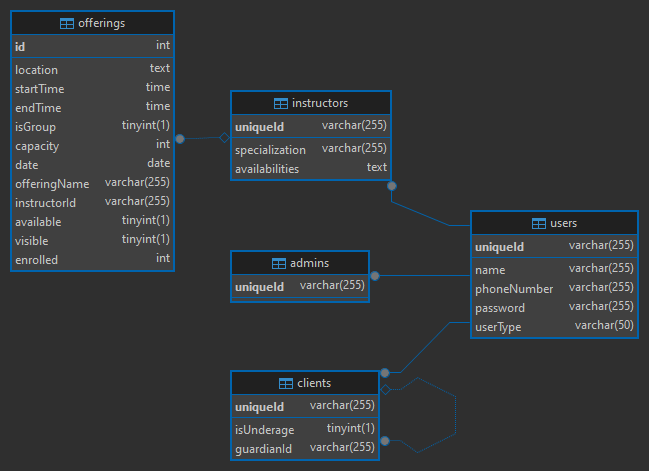 offerings
id int
location text
startTime time
endTime time
isGroup tinyint(1)
capacity int
date date
offeringName varchar(255)
instructorId varchar(255)
available tinyint(1)
visible tinyint(1)
enrolled int
instructors
uniqueId varchar(255)
specialization varchar(255)
availabilities text
users
uniqueId varchar(255)
name varchar(255)
phoneNumber varchar(255)
password varchar(255)
userType varchar(50)
admins
uniqueId varchar(255)
clients
uniqueId varchar(255)
isUnderage tinyint(1)
guardianId varchar(255)